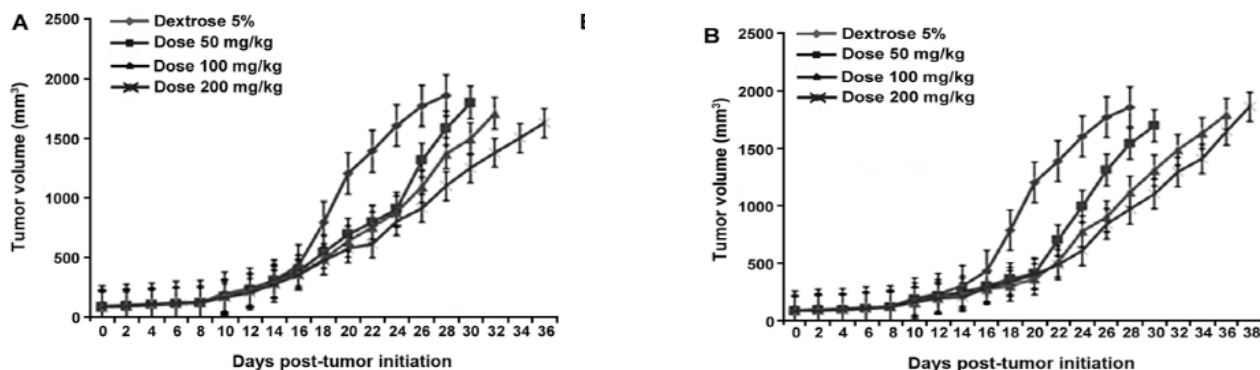 A
2500
2000
1500
1000
500
0
Tumor volume (mm³)
Dextrose 5%
Dose 50 mg/kg
Dose 100 mg/kg
Dose 200 mg/kg
0 2 4 6 8 10 12 14 16 18 20 22 24 26 28 30 32 34 36
Days post-tumor initiation
B
2500
2000
1500
1000
500
0
Tumor volume (mm³)
Dextrose 5%
Dose 50 mg/kg
Dose 100 mg/kg
Dose 200 mg/kg
0 2 4 6 8 10 12 14 16 18 20 22 24 26 28 30 32 34 36 38
Days post-tumor initiation